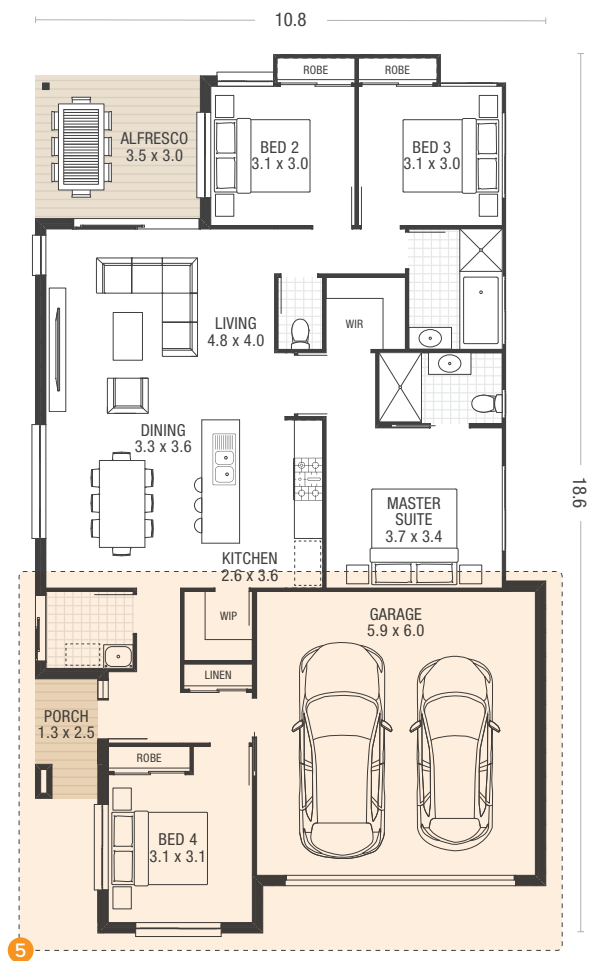 10.8
ROBE
ROBE
ALFRESCO
3.5 x 3.0
BED 2
3.1 x 3.0
BED 3
3.1 x 3.0
LIVING
4.8 x 4.0
WIR
DINING
3.3 x 3.6
18.6
MASTER
SUITE
3.7 x 3.4
KITCHEN
2.6 x 3.6
WIP
GARAGE
5.9 x 6.0
LINEN
PORCH
1.3 x 2.5
ROBE
BED 4
3.1 x 3.1
5